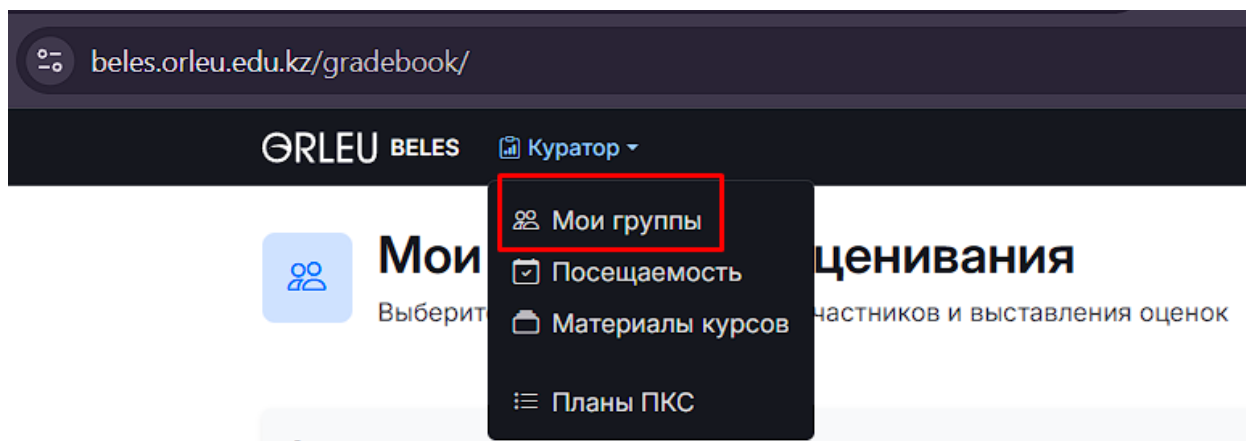 beles.orleu.edu.kz/gradebook/
ORLEU BELES Куратор
Мои группы
Мои ценивания
Посещаемость
Выберит частников и выставления оценок
Материалы курсов
Планы ПКС